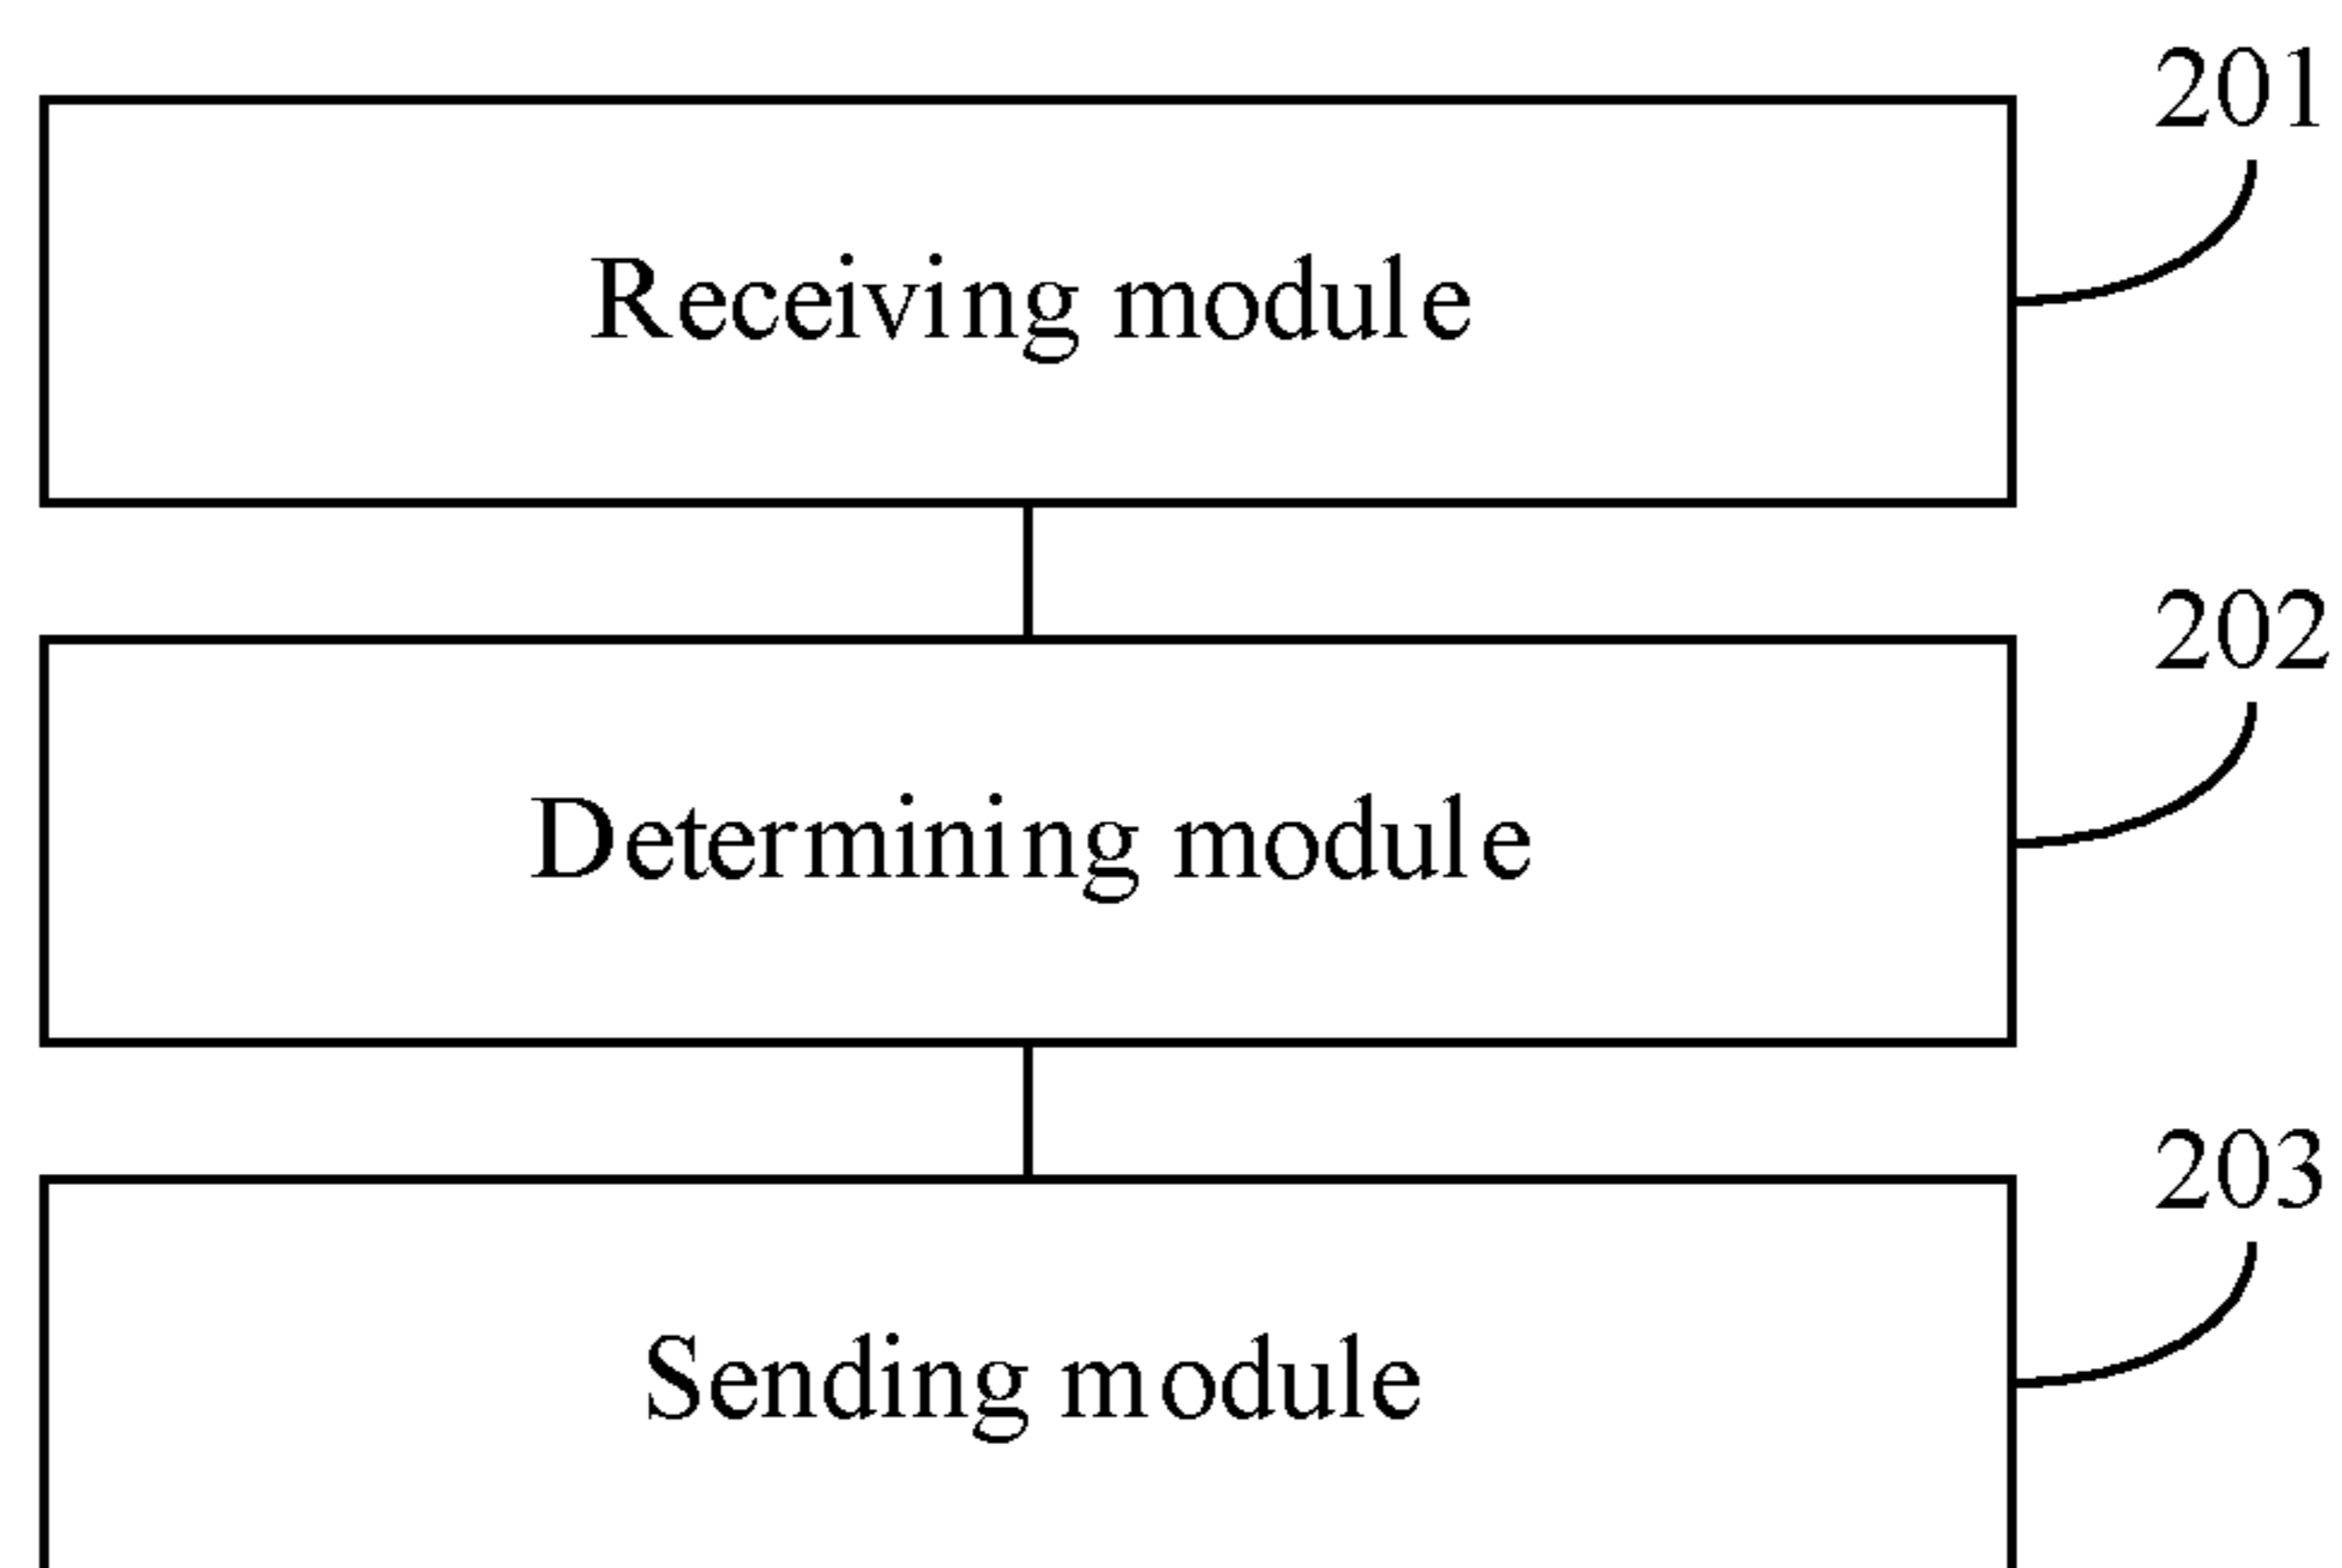 201
Receiving module
202
Determining module
203
Sending module